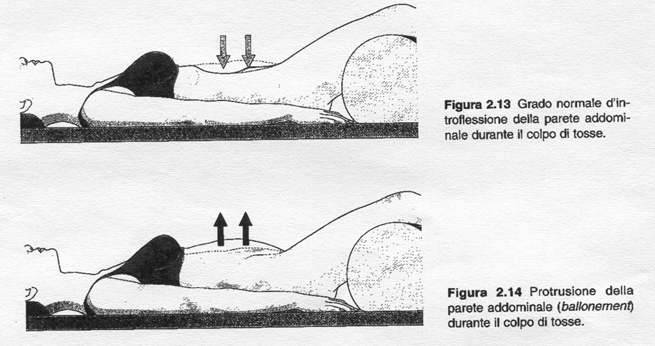 Figura 2.13 Grado normale d'in-
troflessione della parete addomi-
nale durante il colpo di tosse.
Figura 2.14 Protrusione della
parete addominale (ballonement)
durante il colpo di tosse.